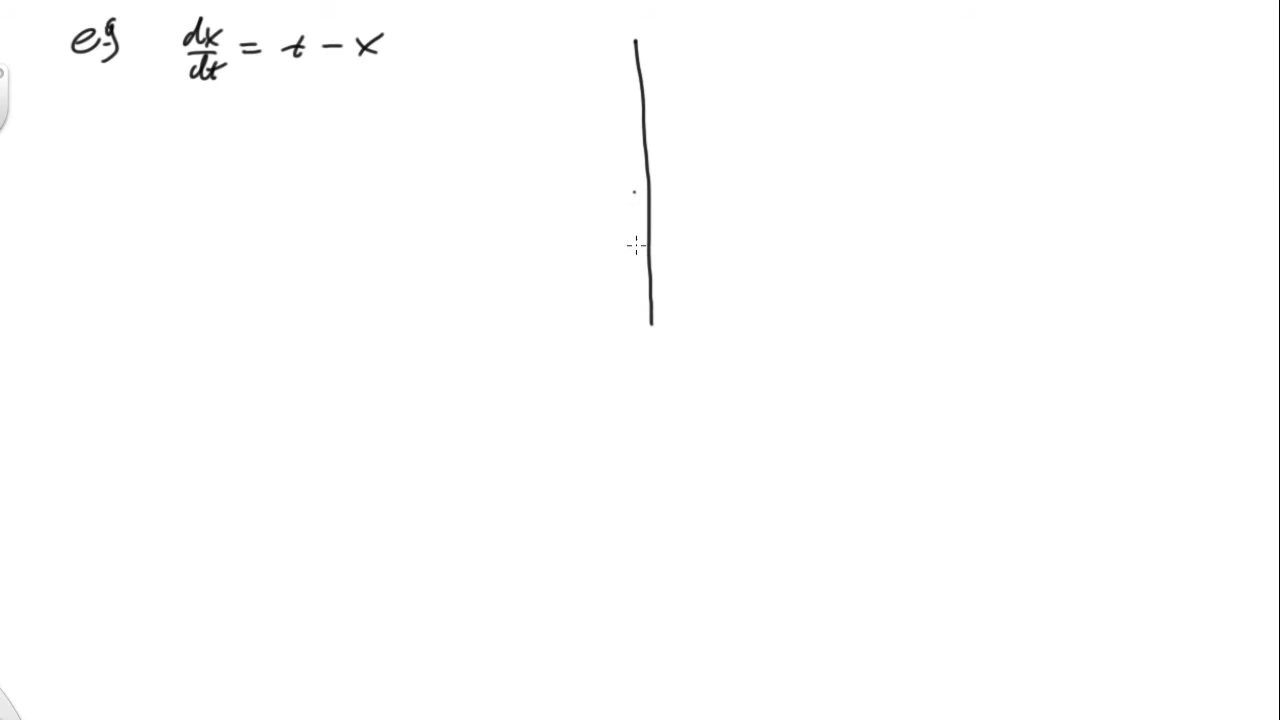 e.g dx/dt = t - x